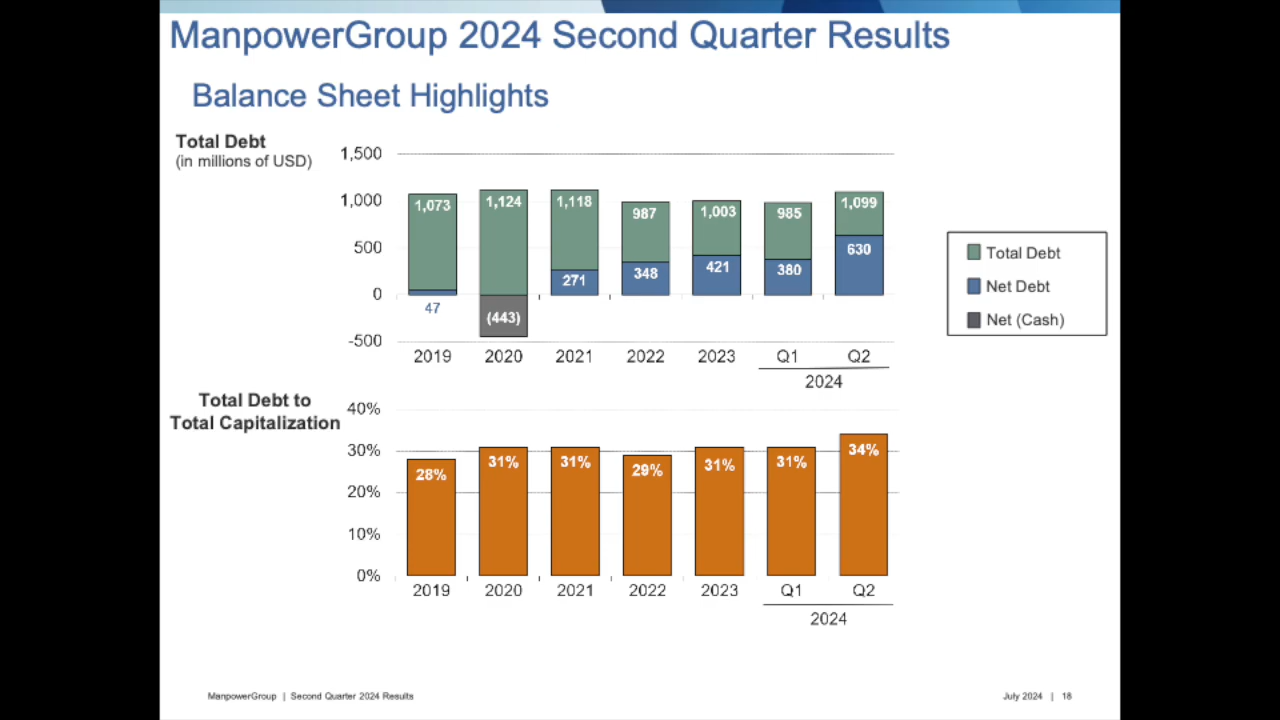 ManpowerGroup 2024 Second Quarter Results
Balance Sheet Highlights
Total Debt
(in millions of USD)
1,500
1,000
500
0
-500
1,073 1,124 1,118 987 1,003 985 1,099
47 (443) 271 348 421 380 630
2019 2020 2021 2022 2023 Q1 Q2
2024
Total Debt
Net Debt
Net (Cash)
Total Debt to
Total Capitalization
40%
30%
20%
10%
0%
28% 31% 31% 29% 31% 31% 34%
2019 2020 2021 2022 2023 Q1 Q2
2024
ManpowerGroup | Second Quarter 2024 Results
July 2024 | 18